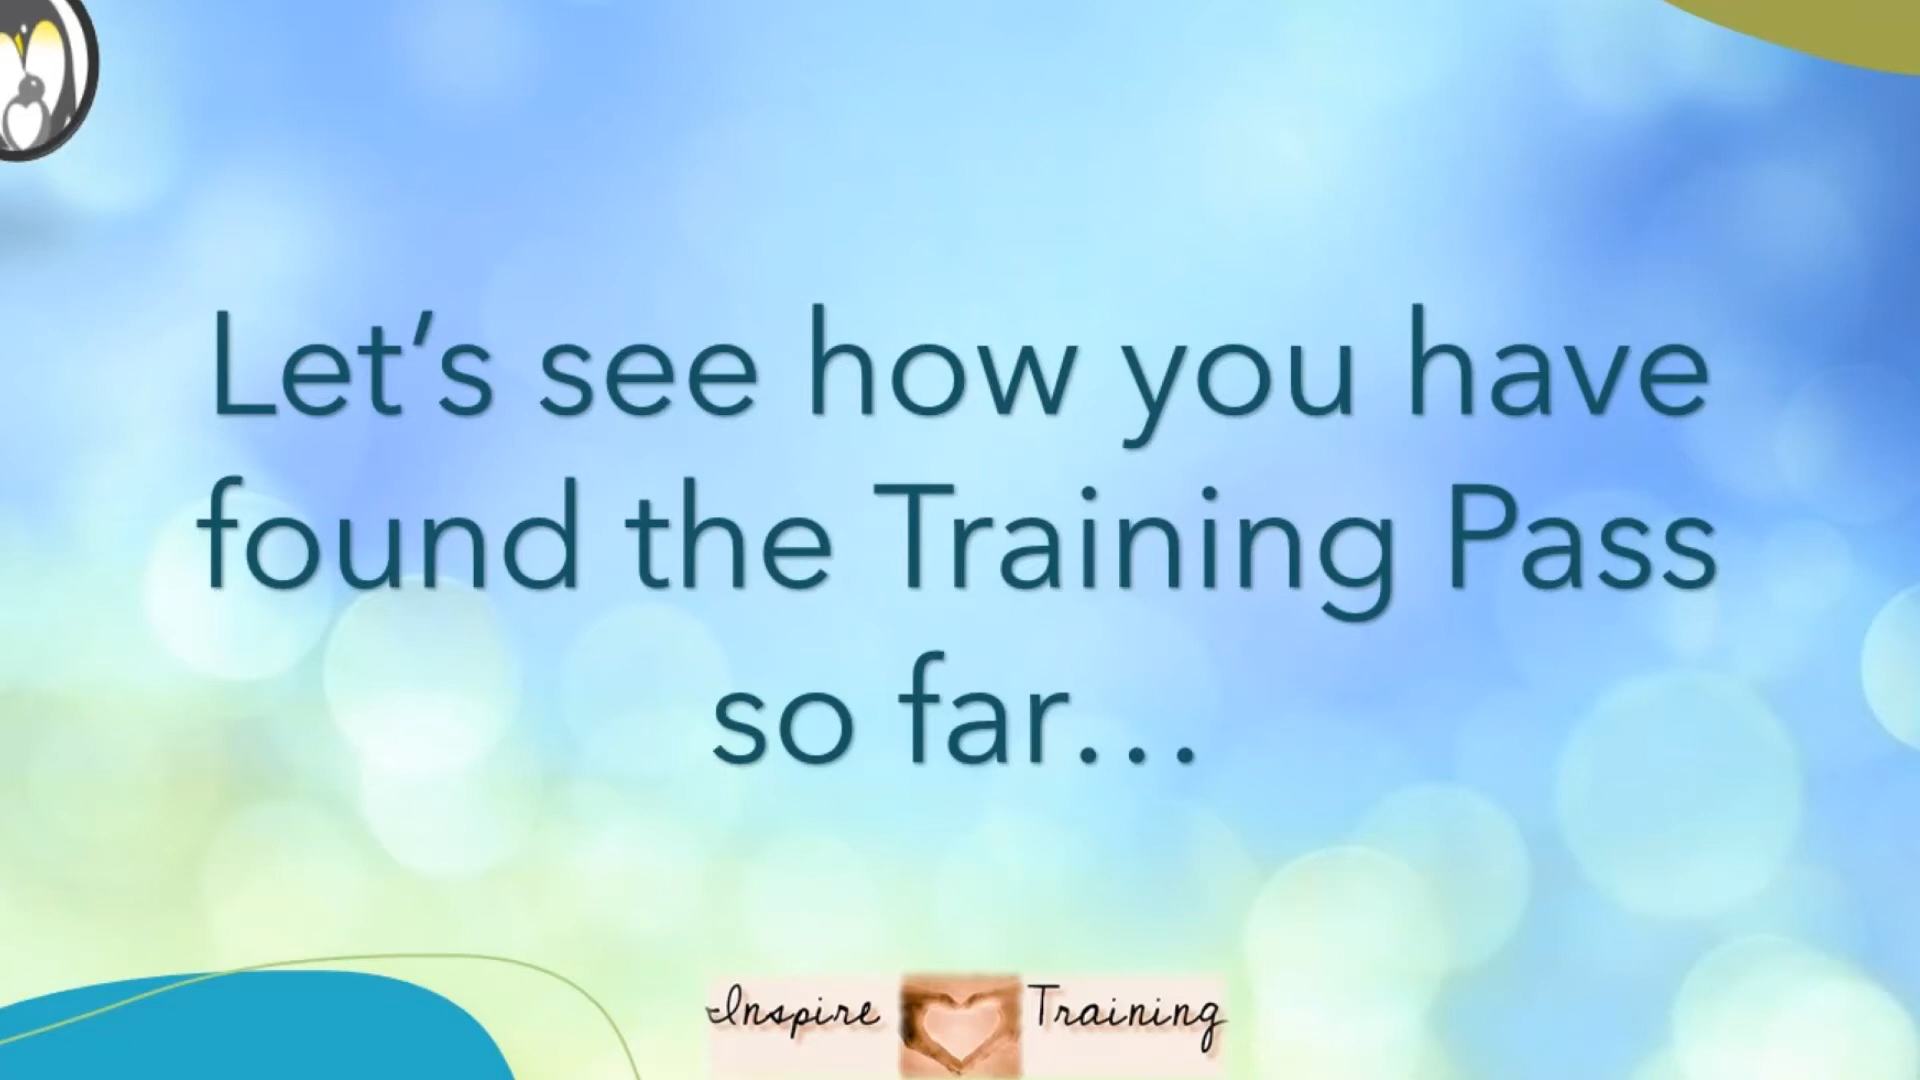 Let’s see how you have
found the Training Pass
so far…
Inspire Training